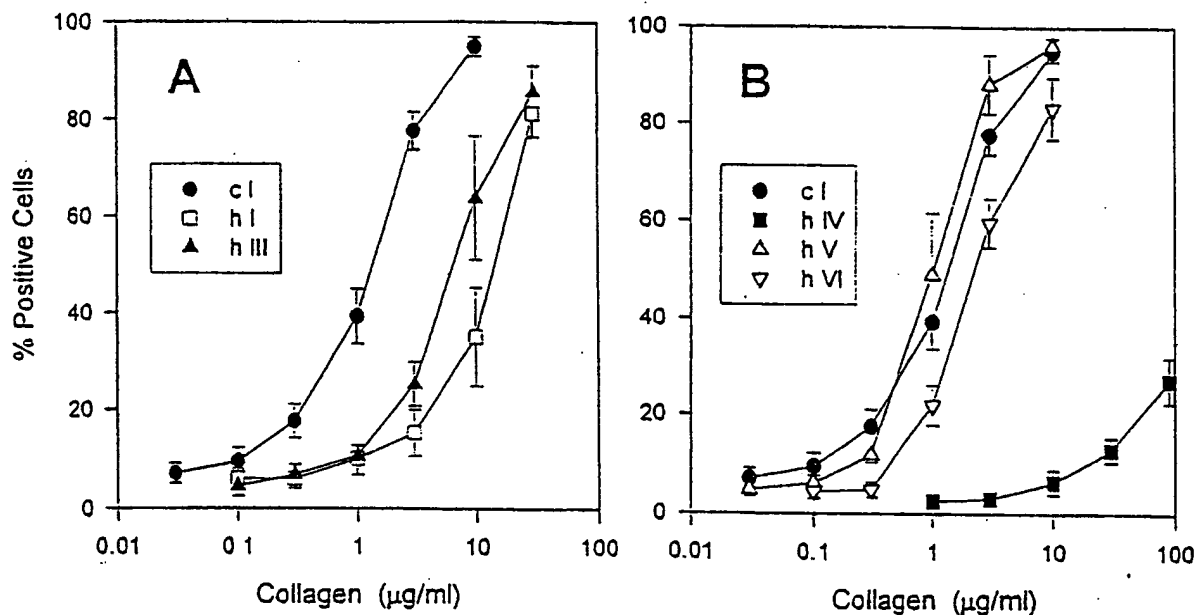 A
% Positive Cells
100
80
60
40
20
0
c I
h I
h III
0.01
0 1
1
10
100
Collagen (μg/ml)
B
100
80
60
40
20
0
c I
h IV
h V
h VI
0.01
0.1
1
10
100
Collagen (μg/ml)